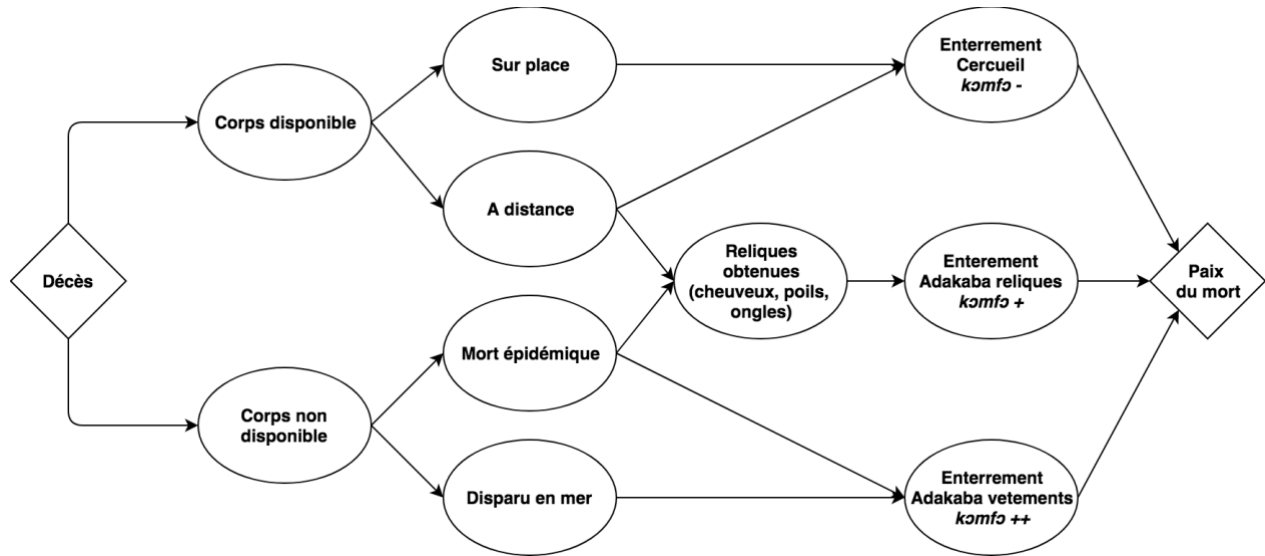 Sur place
Enterrement
Cercueil
kɔmfɔ -
Corps disponible
A distance
Décès
Reliques
obtenues
(cheuveux, poils,
ongles)
Enterement
Adakaba reliques
kɔmfɔ +
Paix
du mort
Mort épidémique
Corps non
disponible
Disparu en mer
Enterrement
Adakaba vetements
kɔmfɔ ++